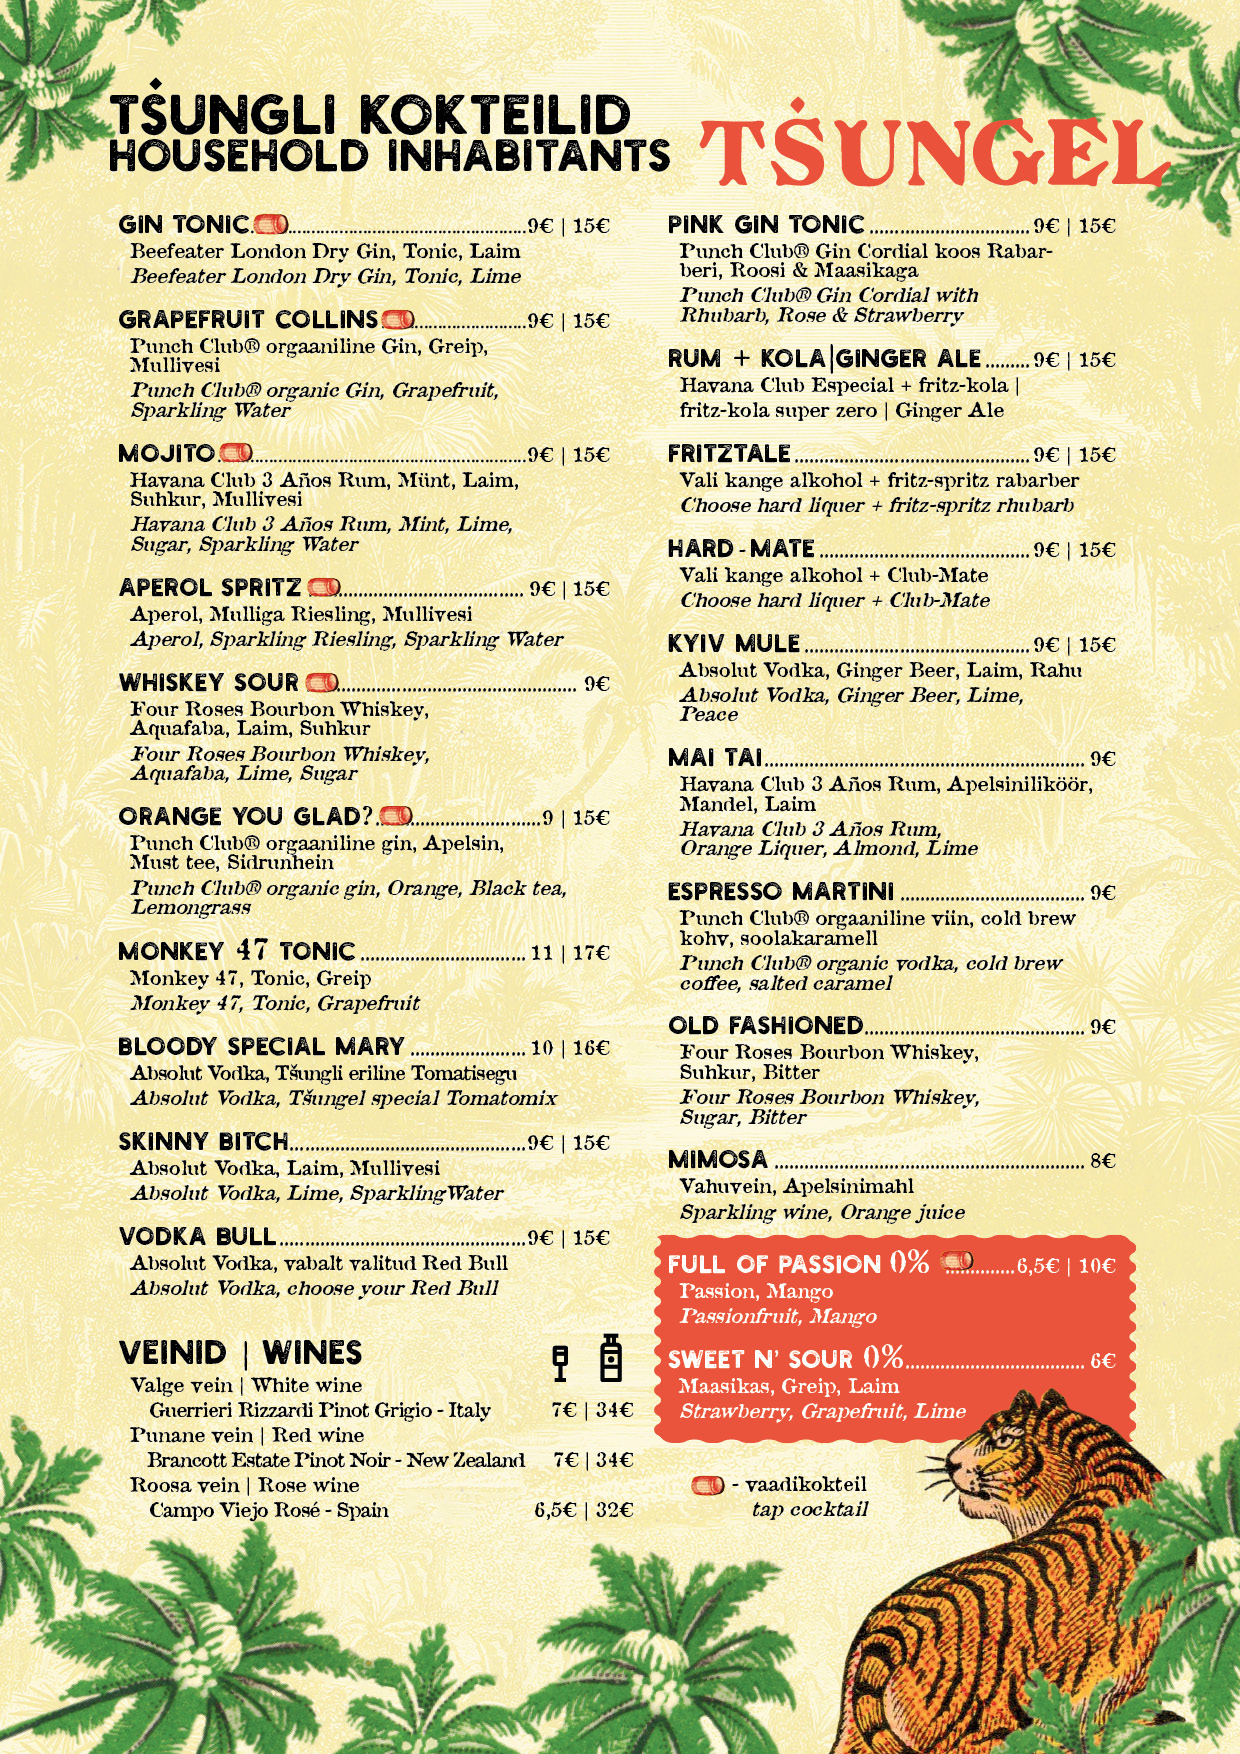 TŠUNGLI KOKTEILID
HOUSEHOLD INHABITANTS
TŠUNGEL
GIN TONIC 9€ | 15€
Beefeater London Dry Gin, Tonic, Laim
Beefeater London Dry Gin, Tonic, Lime
GRAPEFRUIT COLLINS 9€ | 15€
Punch Club® orgaaniline Gin, Greip,
Mullivesi
Punch Club® organic Gin, Grapefruit,
Sparkling Water
MOJITO 9€ | 15€
Havana Club 3 Años Rum, Münt, Laim,
Suhkur, Mullivesi
Havana Club 3 Años Rum, Mint, Lime,
Sugar, Sparkling Water
APEROL SPRITZ 9€ | 15€
Aperol, Mulliga Riesling, Mullivesi
Aperol, Sparkling Riesling, Sparkling Water
WHISKEY SOUR 9€
Four Roses Bourbon Whiskey,
Aquafaba, Laim, Suhkur
Four Roses Bourbon Whiskey,
Aquafaba, Lime, Sugar
ORANGE YOU GLAD? 9 | 15€
Punch Club® orgaaniline gin, Apelsin,
Must tee, Sidrunhein
Punch Club® organic gin, Orange, Black tea,
Lemongrass
MONKEY 47 TONIC 11 | 17€
Monkey 47, Tonic, Greip
Monkey 47, Tonic, Grapefruit
BLOODY SPECIAL MARY 10 | 16€
Absolut Vodka, Tšungli eriline Tomatisegu
Absolut Vodka, Tšungel special Tomatomix
SKINNY BITCH 9€ | 15€
Absolut Vodka, Laim, Mullivesi
Absolut Vodka, Lime, SparklingWater
VODKA BULL 9€ | 15€
Absolut Vodka, vabalt valitud Red Bull
Absolut Vodka, choose your Red Bull
VEINID | WINES
Valge vein | White wine
Guerrieri Rizzardi Pinot Grigio - Italy 7€ | 34€
Punane vein | Red wine
Brancott Estate Pinot Noir - New Zealand 7€ | 34€
Roosa vein | Rose wine
Campo Viejo Rosé - Spain 6,5€ | 32€
PINK GIN TONIC 9€ | 15€
Punch Club® Gin Cordial koos Rabar-
beri, Roosi & Maasikaga
Punch Club® Gin Cordial with
Rhubarb, Rose & Strawberry
RUM + KOLA|GINGER ALE 9€ | 15€
Havana Club Especial + fritz-kola |
fritz-kola super zero | Ginger Ale
FRITZTALE 9€ | 15€
Vali kange alkohol + fritz-spritz rabarber
Choose hard liquer + fritz-spritz rhubarb
HARD-MATE 9€ | 15€
Vali kange alkohol + Club-Mate
Choose hard liquer + Club-Mate
KYIV MULE 9€ | 15€
Absolut Vodka, Ginger Beer, Laim, Rahu
Absolut Vodka, Ginger Beer, Lime,
Peace
MAI TAI 9€
Havana Club 3 Años Rum, Apelsiniliköör,
Mandel, Laim
Havana Club 3 Años Rum,
Orange Liquer, Almond, Lime
ESPRESSO MARTINI 9€
Punch Club® orgaaniline viin, cold brew
kohv, soolakaramell
Punch Club® organic vodka, cold brew
coffee, salted caramel
OLD FASHIONED 9€
Four Roses Bourbon Whiskey,
Suhkur, Bitter
Four Roses Bourbon Whiskey,
Sugar, Bitter
MIMOSA 8€
Vahuvein, Apelsinimahl
Sparkling wine, Orange juice
FULL OF PASSION 0% 6,5€ | 10€
Passion, Mango
Passionfruit, Mango
SWEET N' SOUR 0% 6€
Maasikas, Greip, Laim
Strawberry, Grapefruit, Lime
- vaadikokteil
tap cocktail